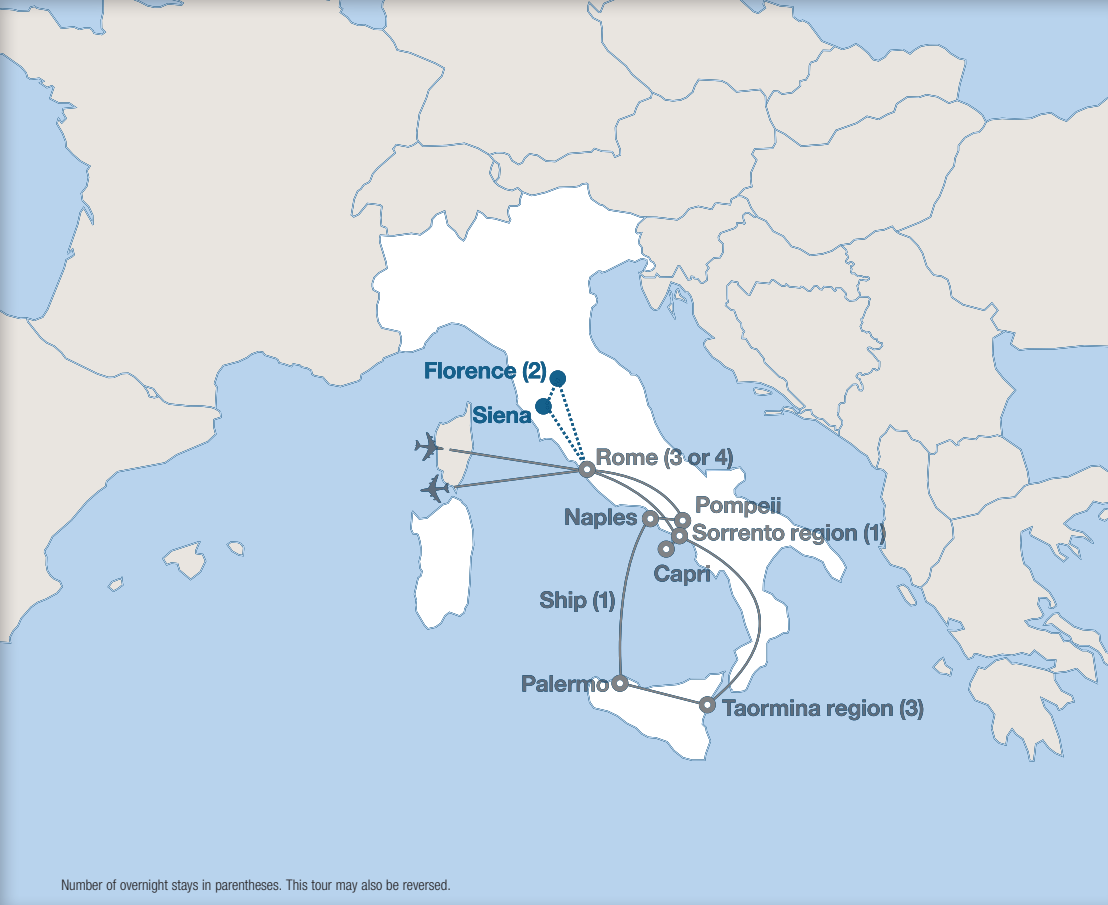 Florence (2)
Siena
Rome (3 or 4)
Pompeii
Naples
Sorrento region (1)
Capri
Ship (1)
Palermo
Taormina region (3)
Number of overnight stays in parentheses. This tour may also be reversed.